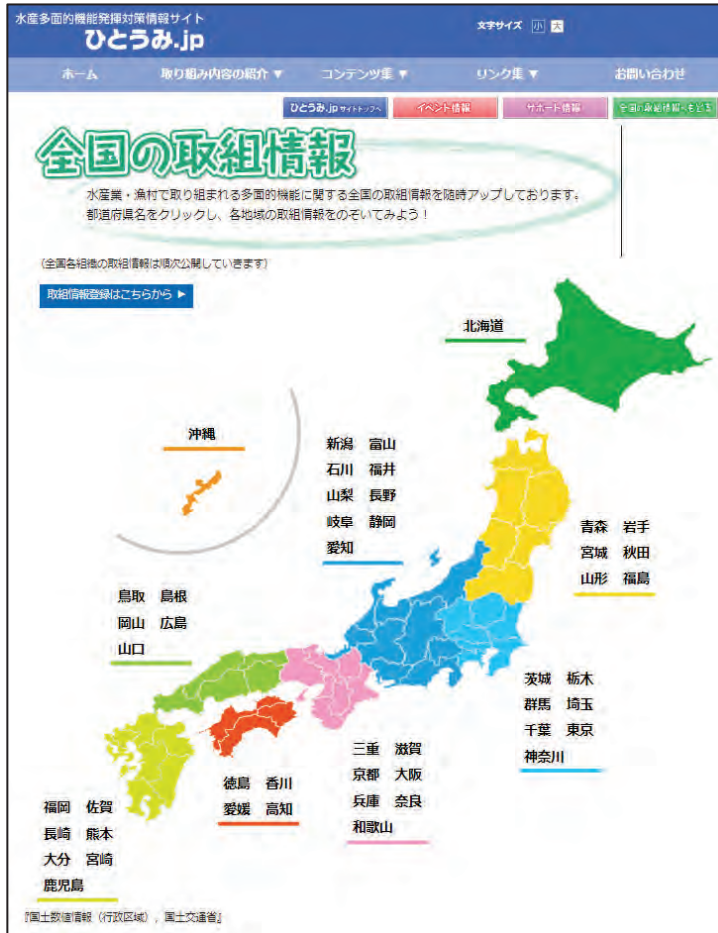 水産多面的機能発揮対策情報サイト
ひとうみ.jp
文字サイズ 小 大
ホーム 取り組み内容の紹介 ▼ コンテンツ集 ▼ リンク集 ▼ お問い合わせ
ひとうみ.jp サイトトップへ イベント情報 サポート情報 全国の取組情報へもどる
全国の取組情報
水産業・漁村で取り組まれる多面的機能に関する全国の取組情報を随時アップしております。
都道府県名をクリックし、各地域の取組情報をのぞいてみよう！
(全国各組織の取組情報は順次公開していきます)
取組情報登録はこちらから ▶
北海道
沖縄
新潟 富山
石川 福井
山梨 長野
岐阜 静岡
愛知
青森 岩手
宮城 秋田
山形 福島
鳥取 島根
岡山 広島
山口
茨城 栃木
群馬 埼玉
千葉 東京
神奈川
三重 滋賀
京都 大阪
兵庫 奈良
和歌山
徳島 香川
愛媛 高知
福岡 佐賀
長崎 熊本
大分 宮崎
鹿児島
『国土数値情報（行政区域），国土交通省』